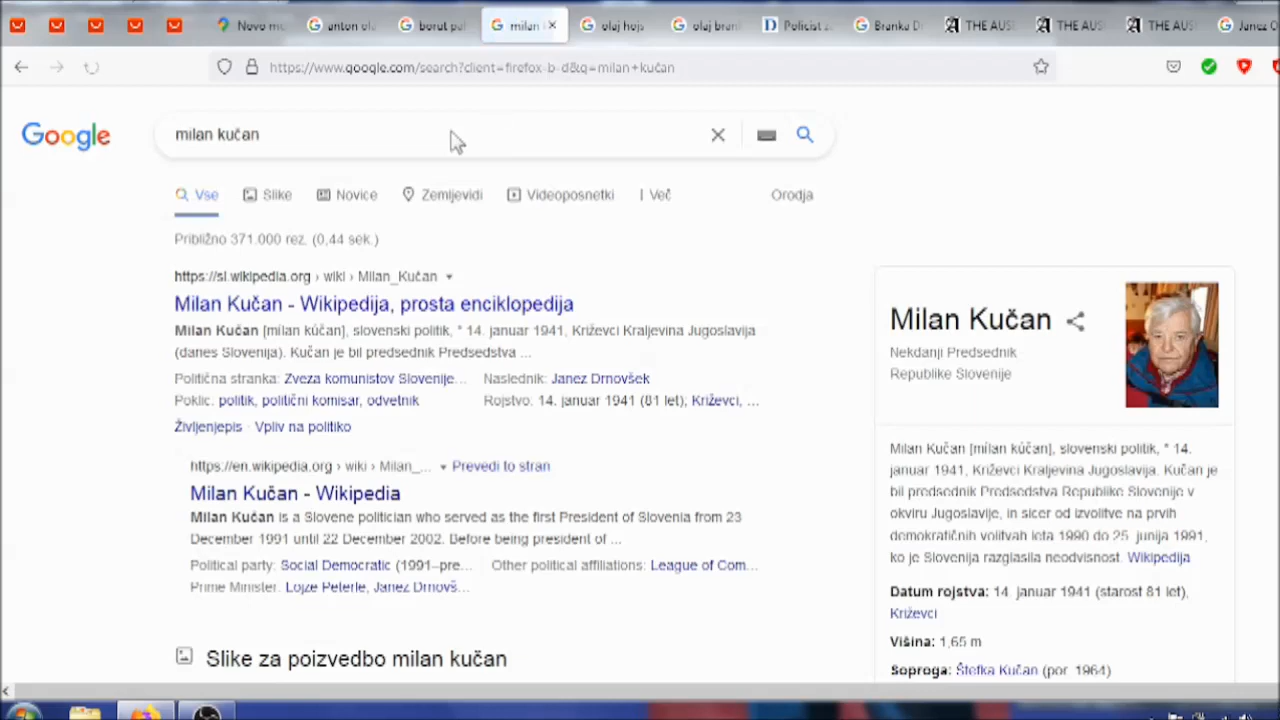 Novo m
anton ola
borut pah
milan
olaj hojs
olaj bran
Policist z
Branka D
THE AUS
THE AUS
THE AUS
Janez
https://www.google.com/search?client=firefox-b-d&q=milan+kučan
Google
milan kučan
Vse
Slike
Novice
Zemljevidi
Videoposnetki
Več
Orodja
Približno 371.000 rez. (0,44 sek.)
https://sl.wikipedia.org › wiki › Milan_Kučan
Milan Kučan - Wikipedija, prosta enciklopedija
Milan Kučan [mílan kúčan], slovenski politik, * 14. januar 1941, Križevci Kraljevina Jugoslavija
(danes Slovenija). Kučan je bil predsednik Predsedstva ...
Politična stranka: Zveza komunistov Slovenije... Naslednik: Janez Drnovšek
Poklic: politik, politični komisar, odvetnik Rojstvo: 14. januar 1941 (81 let); Križevci, ...
Življenjepis · Vpliv na politiko
https://en.wikipedia.org › wiki › Milan_... Prevedi to stran
Milan Kučan - Wikipedia
Milan Kučan is a Slovene politician who served as the first President of Slovenia from 23
December 1991 until 22 December 2002. Before being president of ...
Political party: Social Democratic (1991–pre... Other political affiliations: League of Com...
Prime Minister: Lojze Peterle, Janez Drnovš...
Slike za poizvedbo milan kučan
Milan Kučan
Nekdanji Predsednik
Republike Slovenije
Milan Kučan [mílan kúčan], slovenski politik, * 14.
januar 1941, Križevci Kraljevina Jugoslavija. Kučan je
bil predsednik Predsedstva Republike Slovenije v
okviru Jugoslavije, in sicer od izvolitve na prvih
demokratičnih volitvah leta 1990 do 25. junija 1991,
ko je Slovenija razglasila neodvisnost. Wikipedija
Datum rojstva: 14. januar 1941 (starost 81 let),
Križevci
Višina: 1,65 m
Soproga: Štefka Kučan (por. 1964)